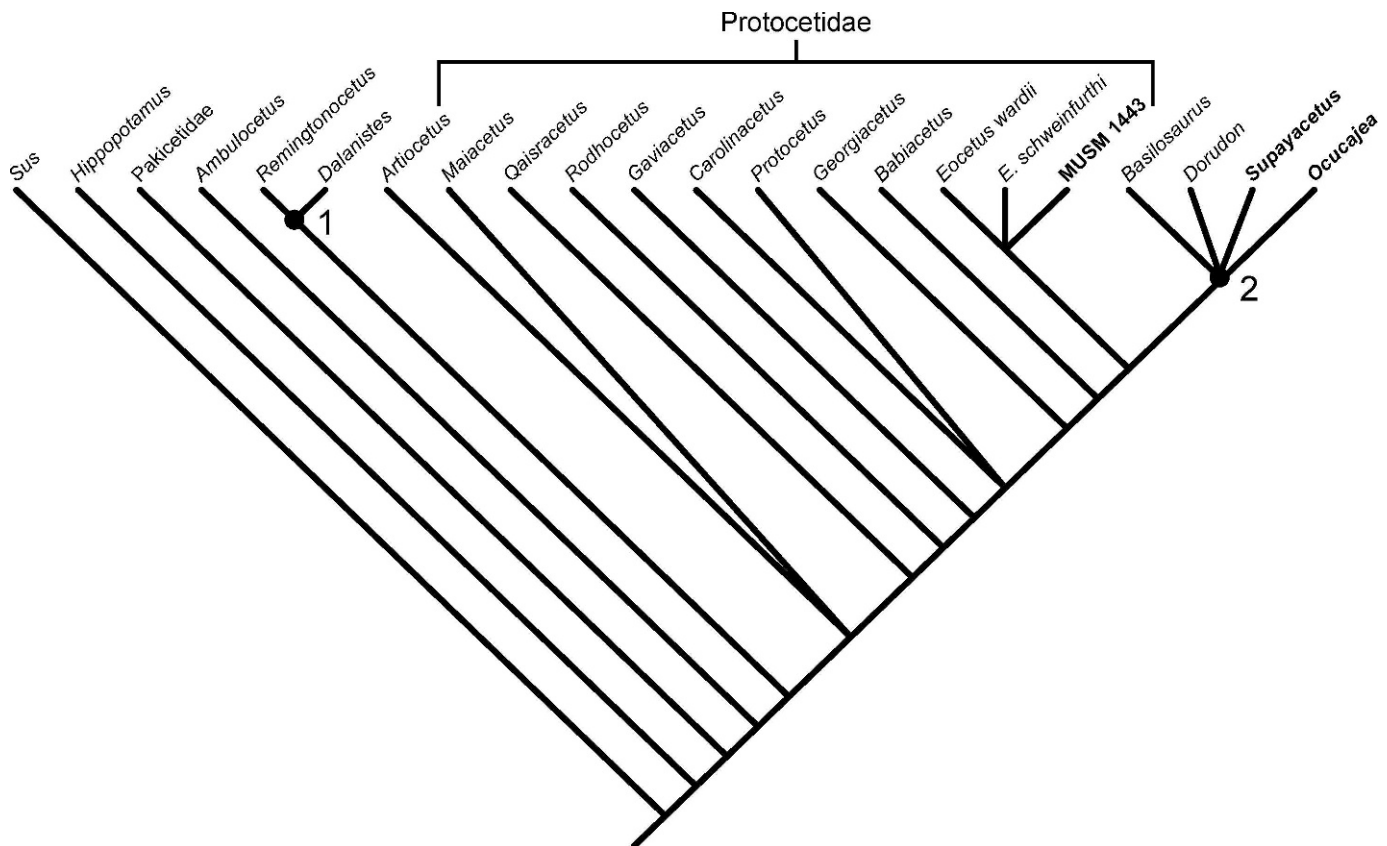 Protocetidae
Sus
Hippopotamus
Pakicetidae
Ambulocetus
Remingtonocetus
Dalanistes
Artiocetus
Maiacetus
Qaisracetus
Rodhocetus
Gaviacetus
Carolinacetus
Protocetus
Georgiacetus
Babiacetus
Eocetus wardii
E. schweinfurthi
MUSM 1443
Basilosaurus
Dorudon
Supayacetus
Ocucajea
1
2